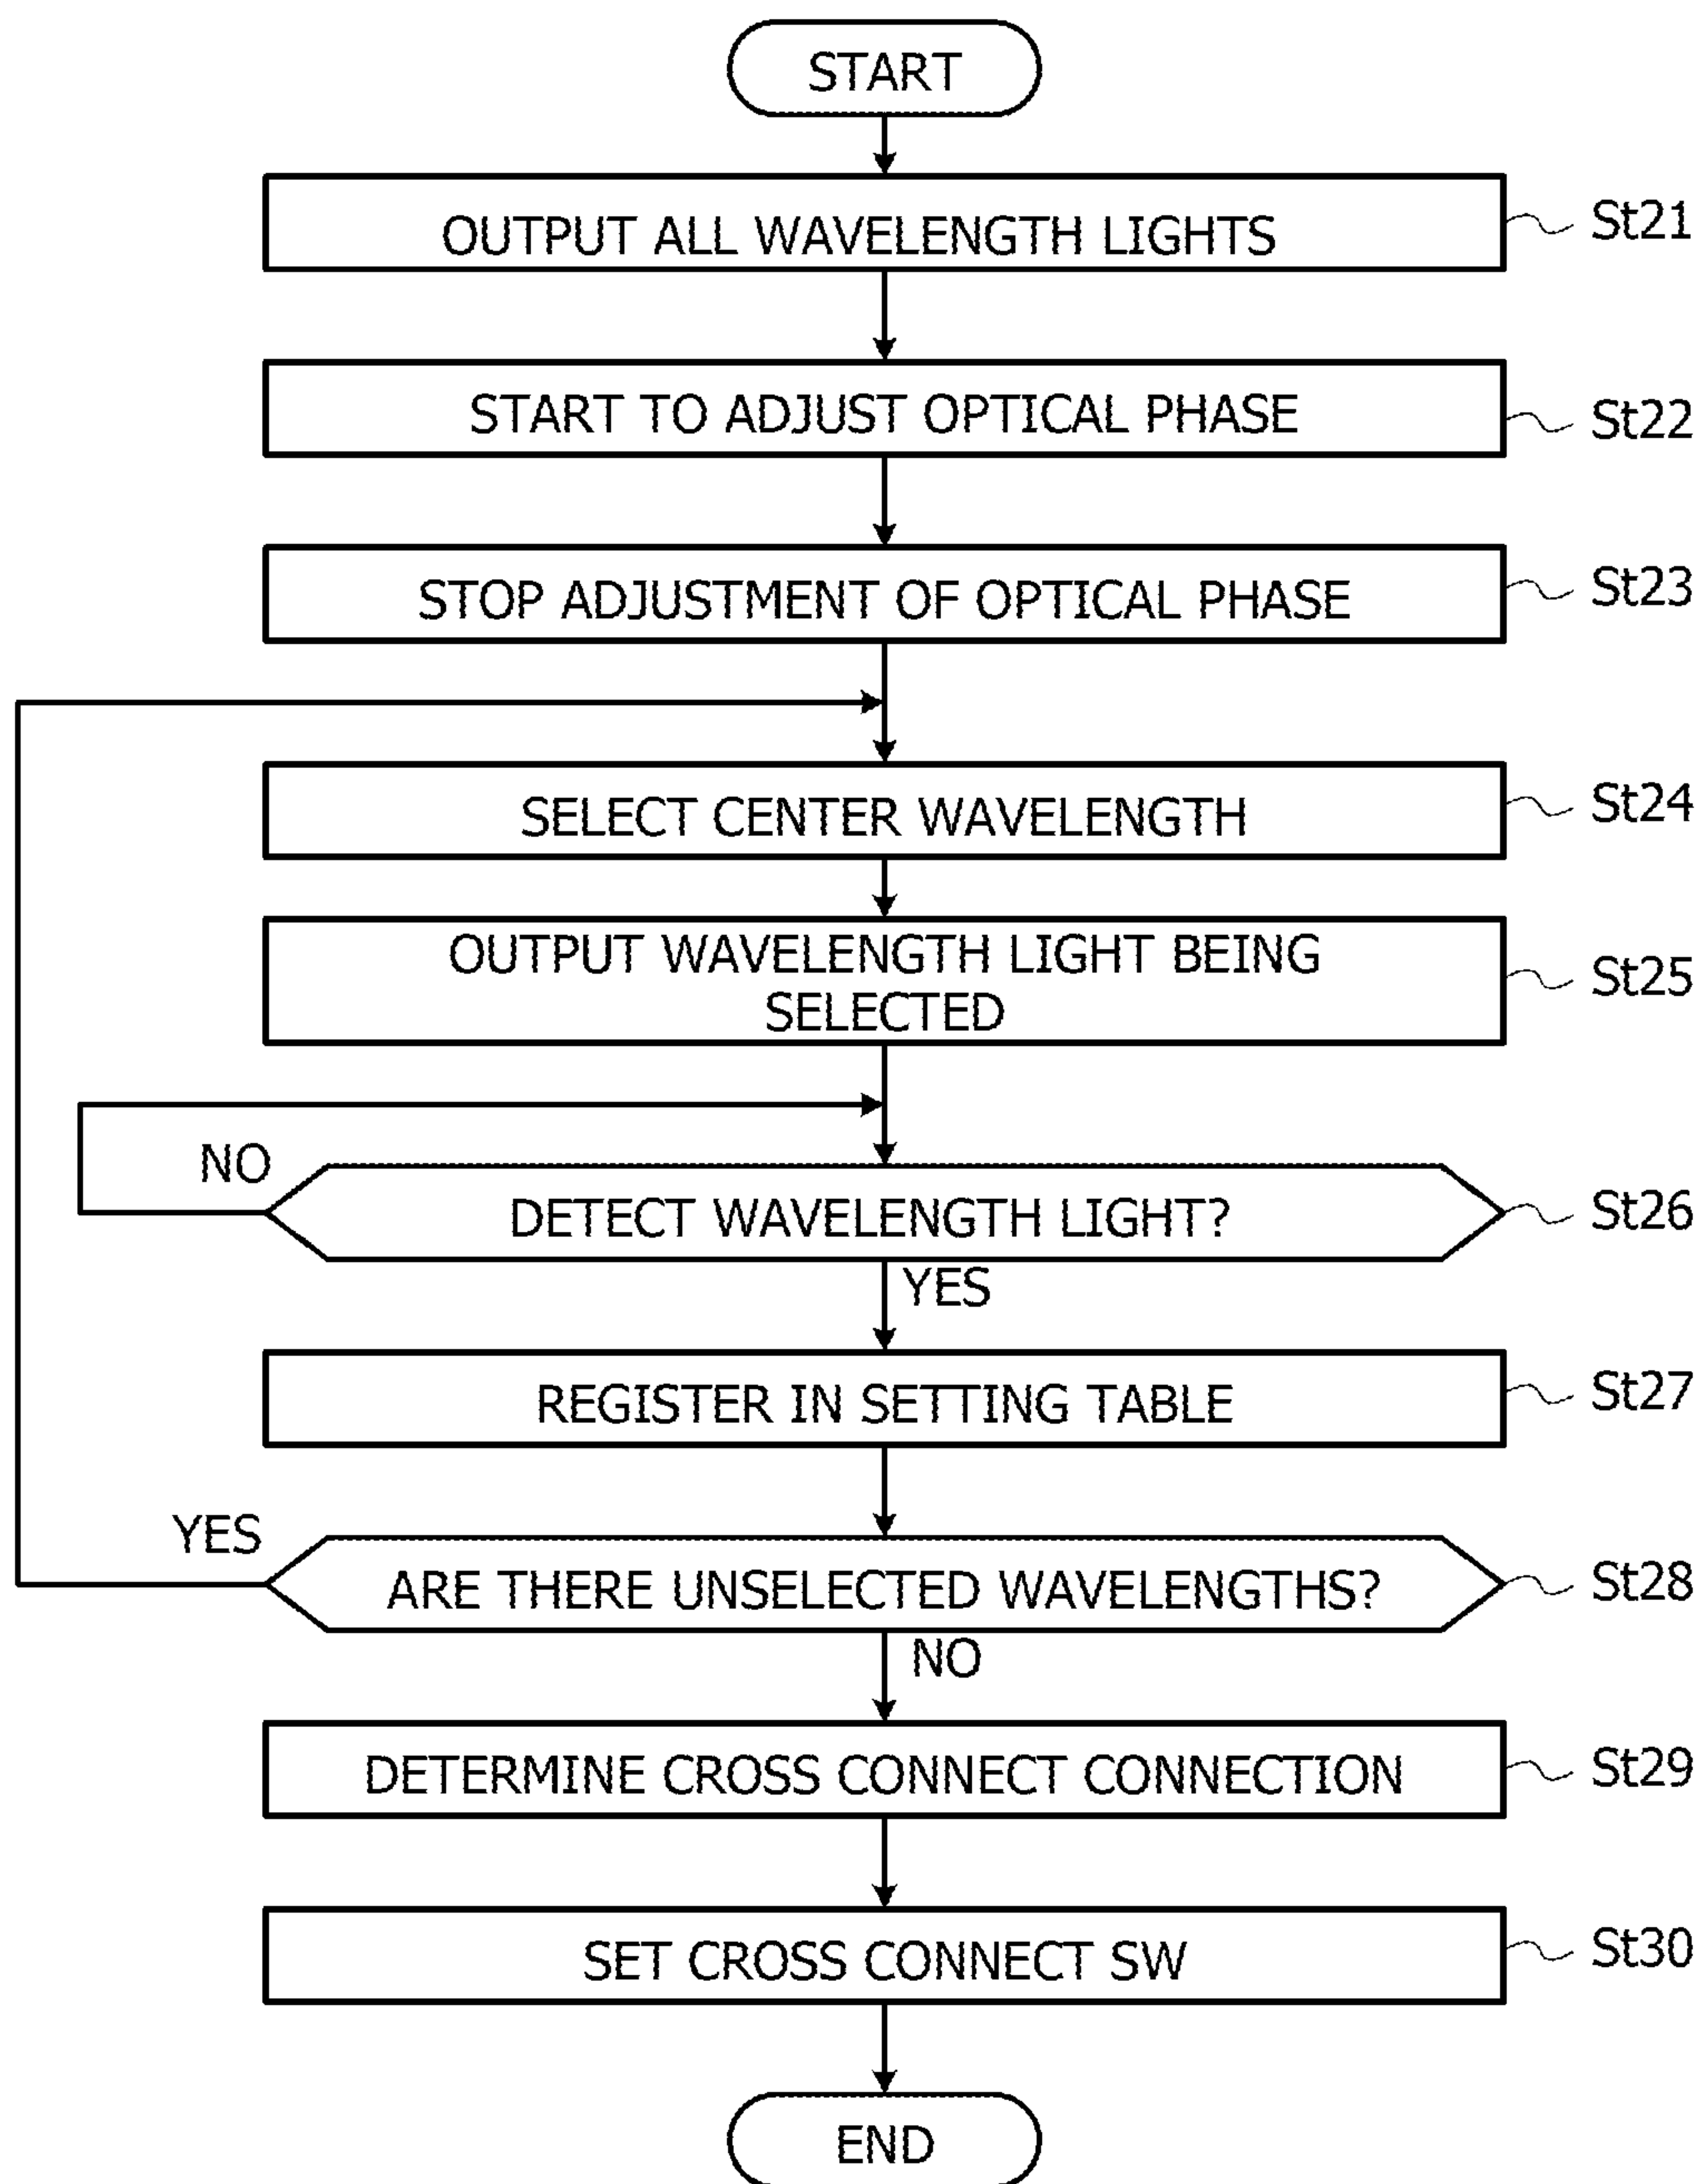 START
OUTPUT ALL WAVELENGTH LIGHTS
St21
START TO ADJUST OPTICAL PHASE
St22
STOP ADJUSTMENT OF OPTICAL PHASE
St23
SELECT CENTER WAVELENGTH
St24
OUTPUT WAVELENGTH LIGHT BEING
SELECTED
St25
NO
DETECT WAVELENGTH LIGHT?
St26
YES
REGISTER IN SETTING TABLE
St27
YES
ARE THERE UNSELECTED WAVELENGTHS?
St28
NO
DETERMINE CROSS CONNECT CONNECTION
St29
SET CROSS CONNECT SW
St30
END